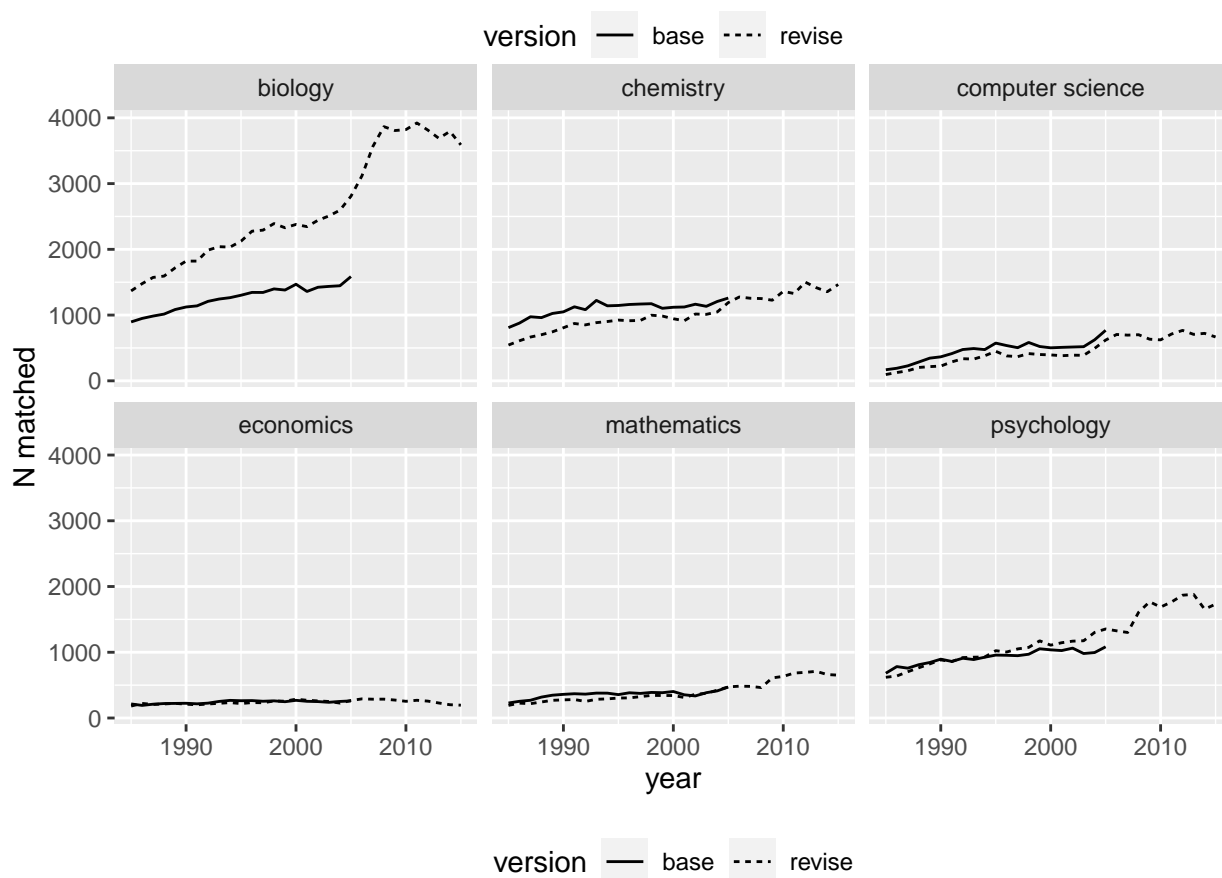 version base revise
biology chemistry computer science
4000
3000
2000
1000
0
economics mathematics psychology
4000
3000
2000
1000
0
N matched
1990 2000 2010 1990 2000 2010 1990 2000 2010
year
version base revise